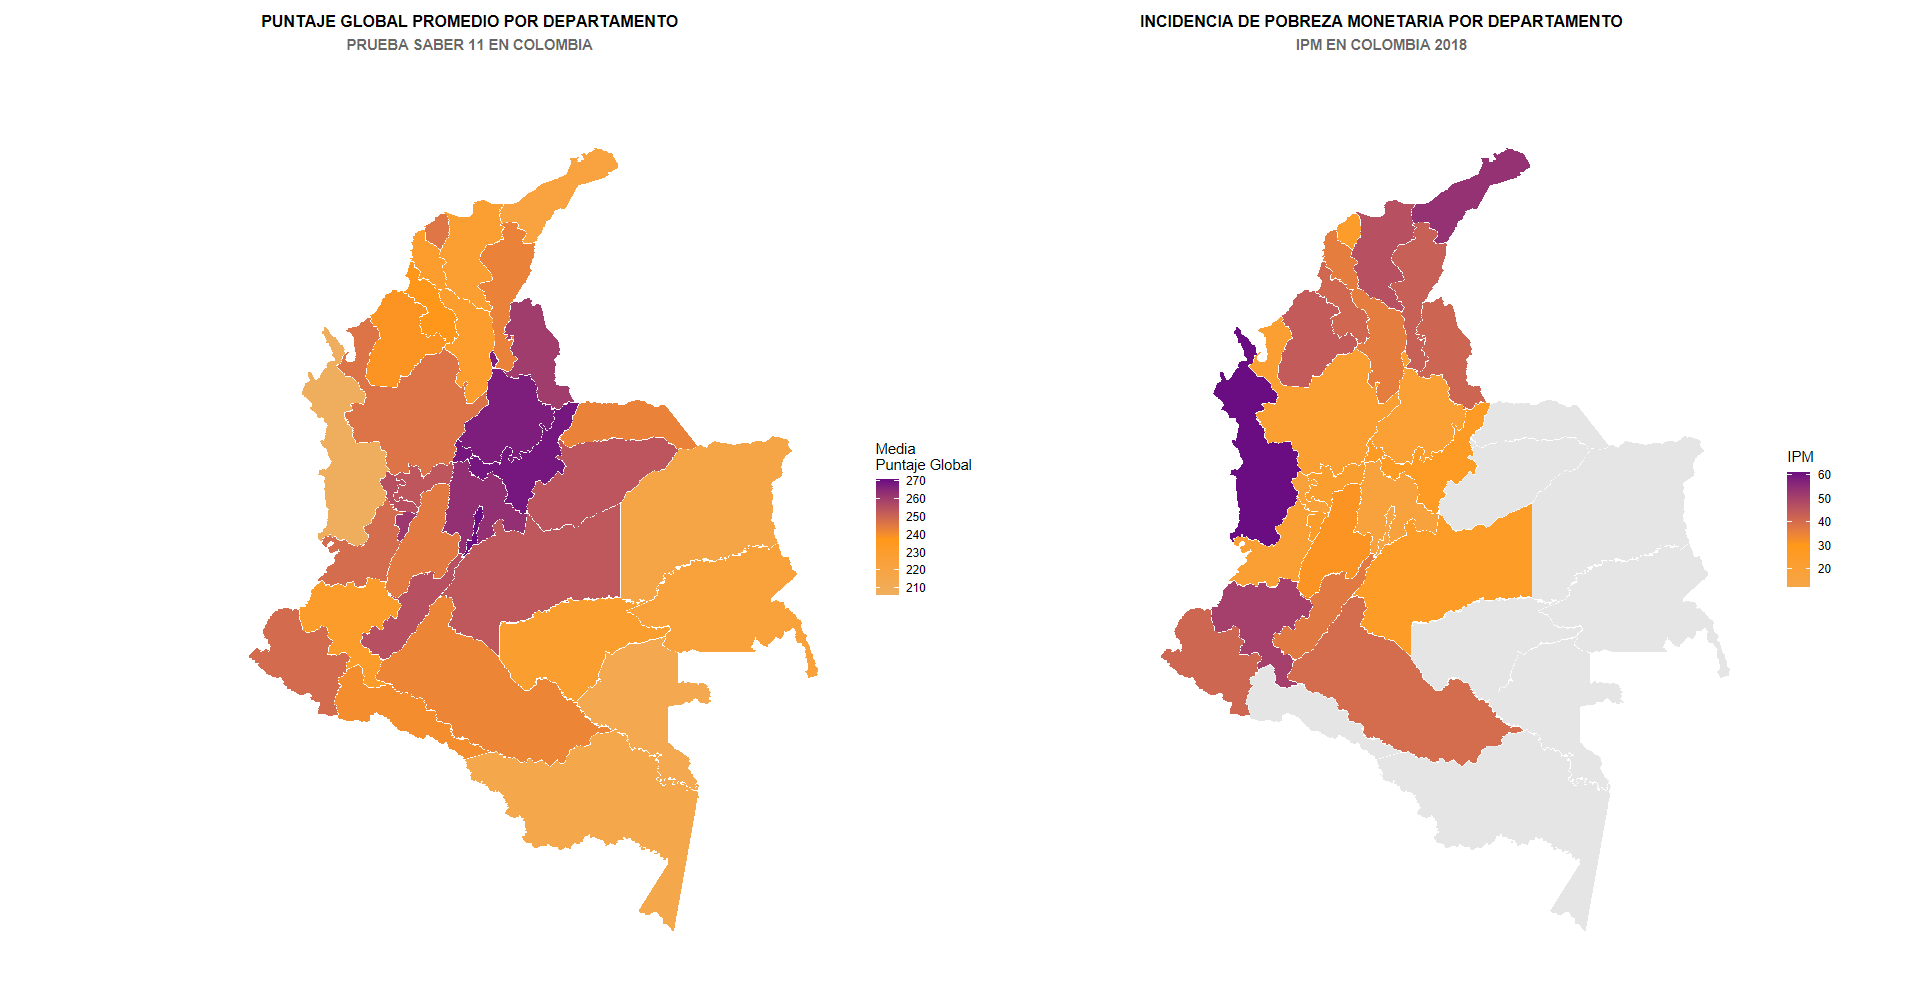 PUNTAJE GLOBAL PROMEDIO POR DEPARTAMENTO
PRUEBA SABER 11 EN COLOMBIA
Media
Puntaje Global
270
260
250
240
230
220
210
INCIDENCIA DE POBREZA MONETARIA POR DEPARTAMENTO
IPM EN COLOMBIA 2018
IPM
60
50
40
30
20